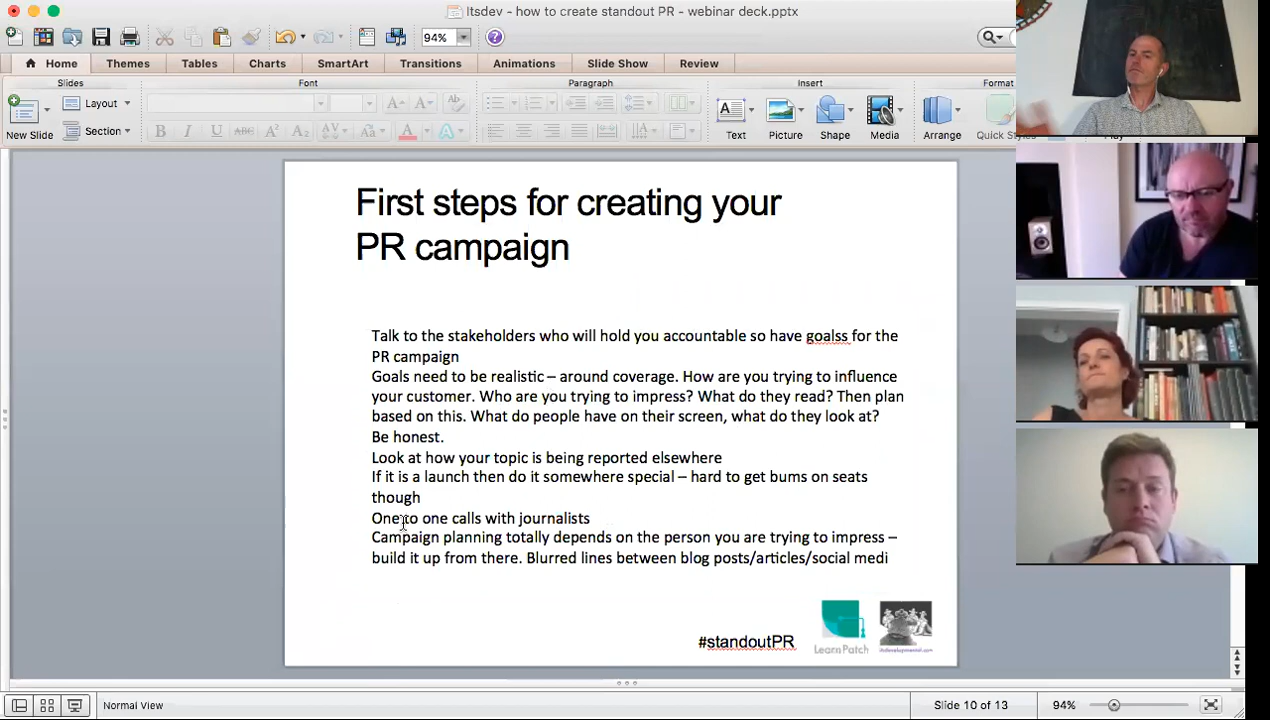 ltsdev - how to create standout PR - webinar deck.pptx
94%
Home Themes Tables Charts SmartArt Transitions Animations Slide Show Review
Slides Font Paragraph Insert Format
Layout
Section
New Slide
Text Picture Shape Media Arrange Quick Styles Play
First steps for creating your
PR campaign
Talk to the stakeholders who will hold you accountable so have goalss for the
PR campaign
Goals need to be realistic – around coverage. How are you trying to influence
your customer. Who are you trying to impress? What do they read? Then plan
based on this. What do people have on their screen, what do they look at?
Be honest.
Look at how your topic is being reported elsewhere
If it is a launch then do it somewhere special – hard to get bums on seats
though
One to one calls with journalists
Campaign planning totally depends on the person you are trying to impress –
build it up from there. Blurred lines between blog posts/articles/social medi
#standoutPR
LearnPatch
Normal View
Slide 10 of 13
94%